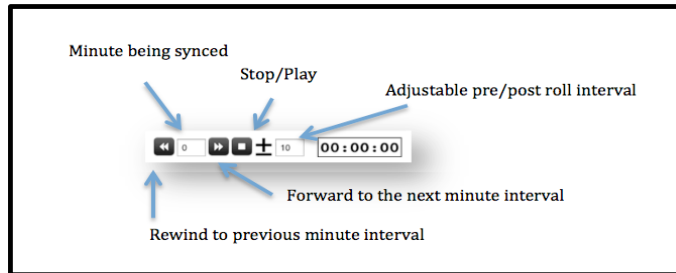 Minute being synced
Stop/Play
Adjustable pre/post roll interval
0 ± 10 00:00:00
Forward to the next minute interval
Rewind to previous minute interval